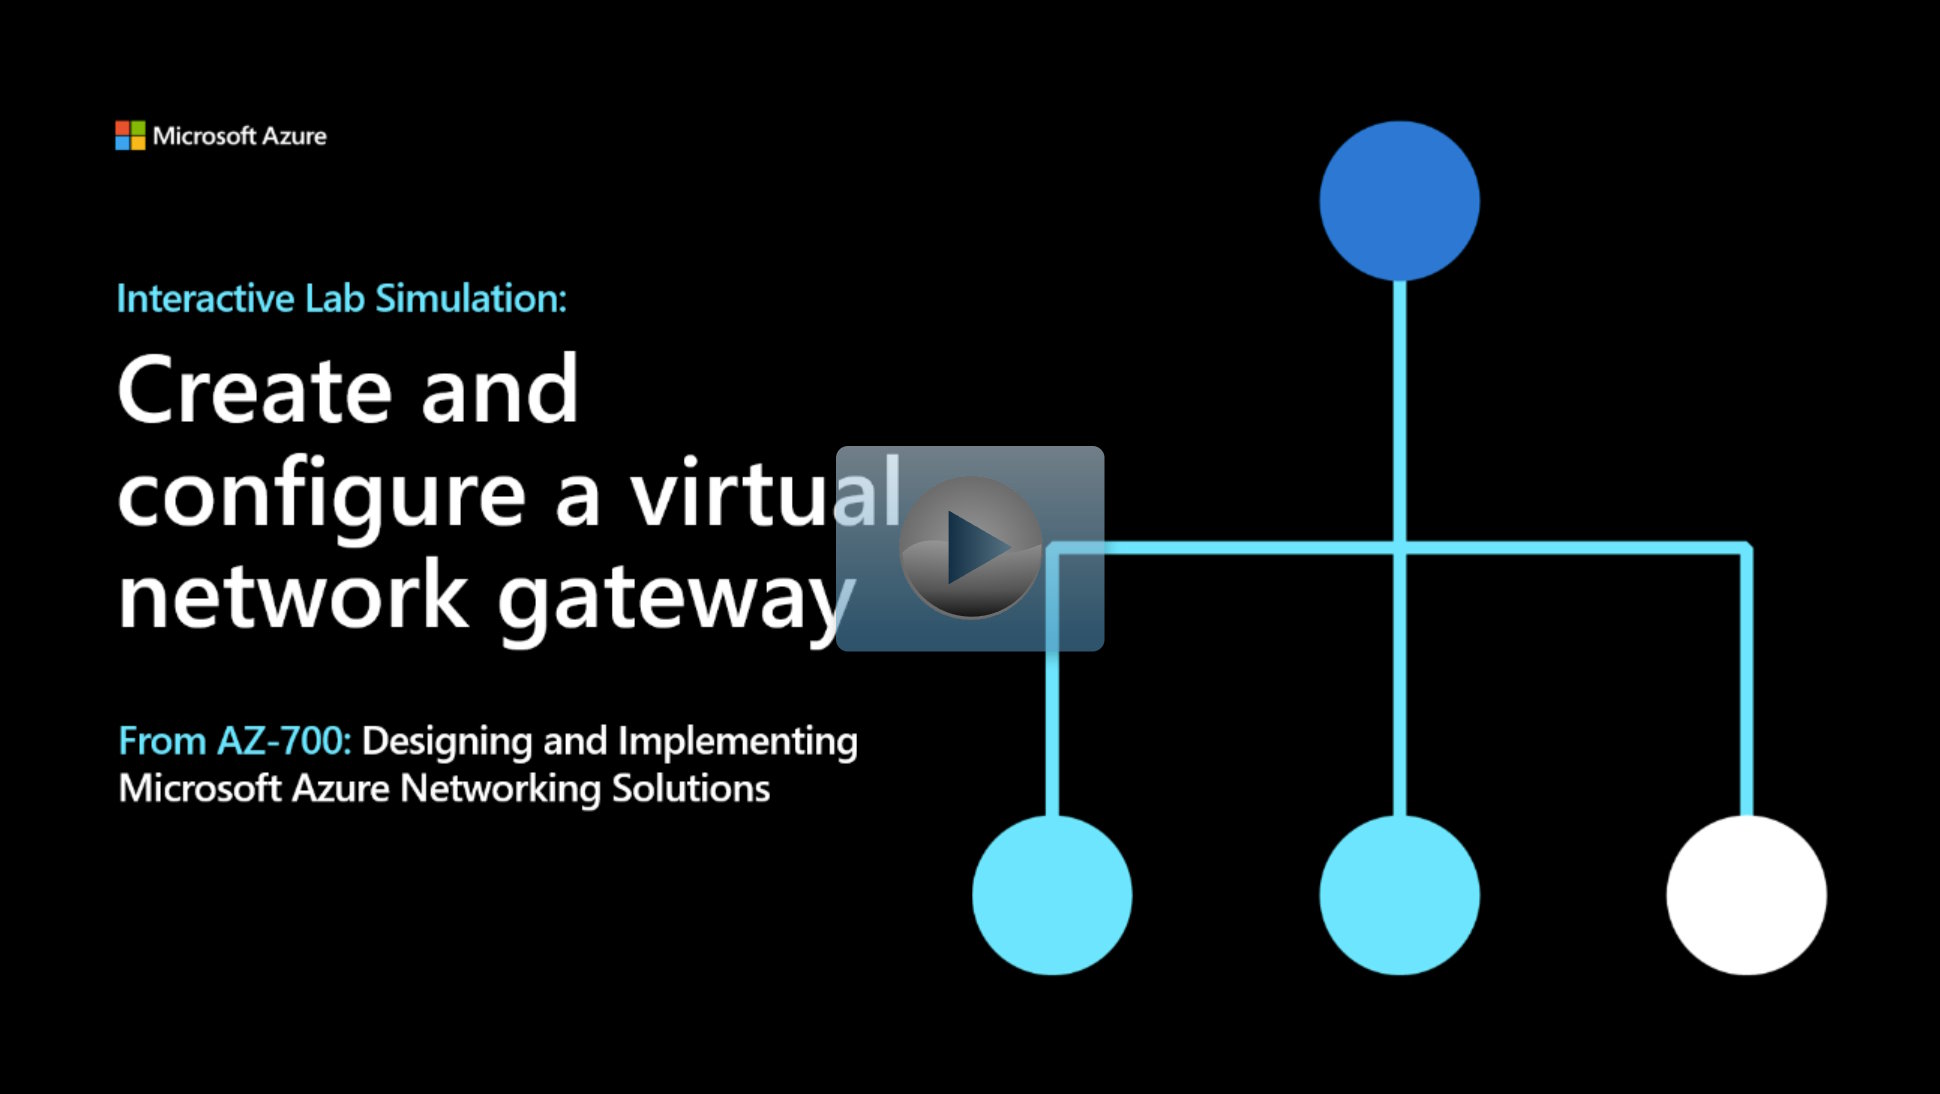 Microsoft Azure
Interactive Lab Simulation:
Create and
configure a virtual
network gateway
From AZ-700: Designing and Implementing
Microsoft Azure Networking Solutions